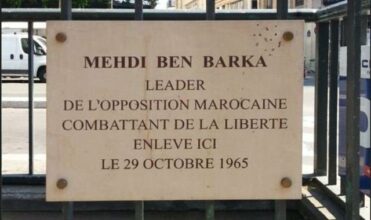 MEHDI BEN BARKA
LEADER
DE L'OPPOSITION MAROCAINE
COMBATTANT DE LA LIBERTE
ENLEVE ICI
LE 29 OCTOBRE 1965